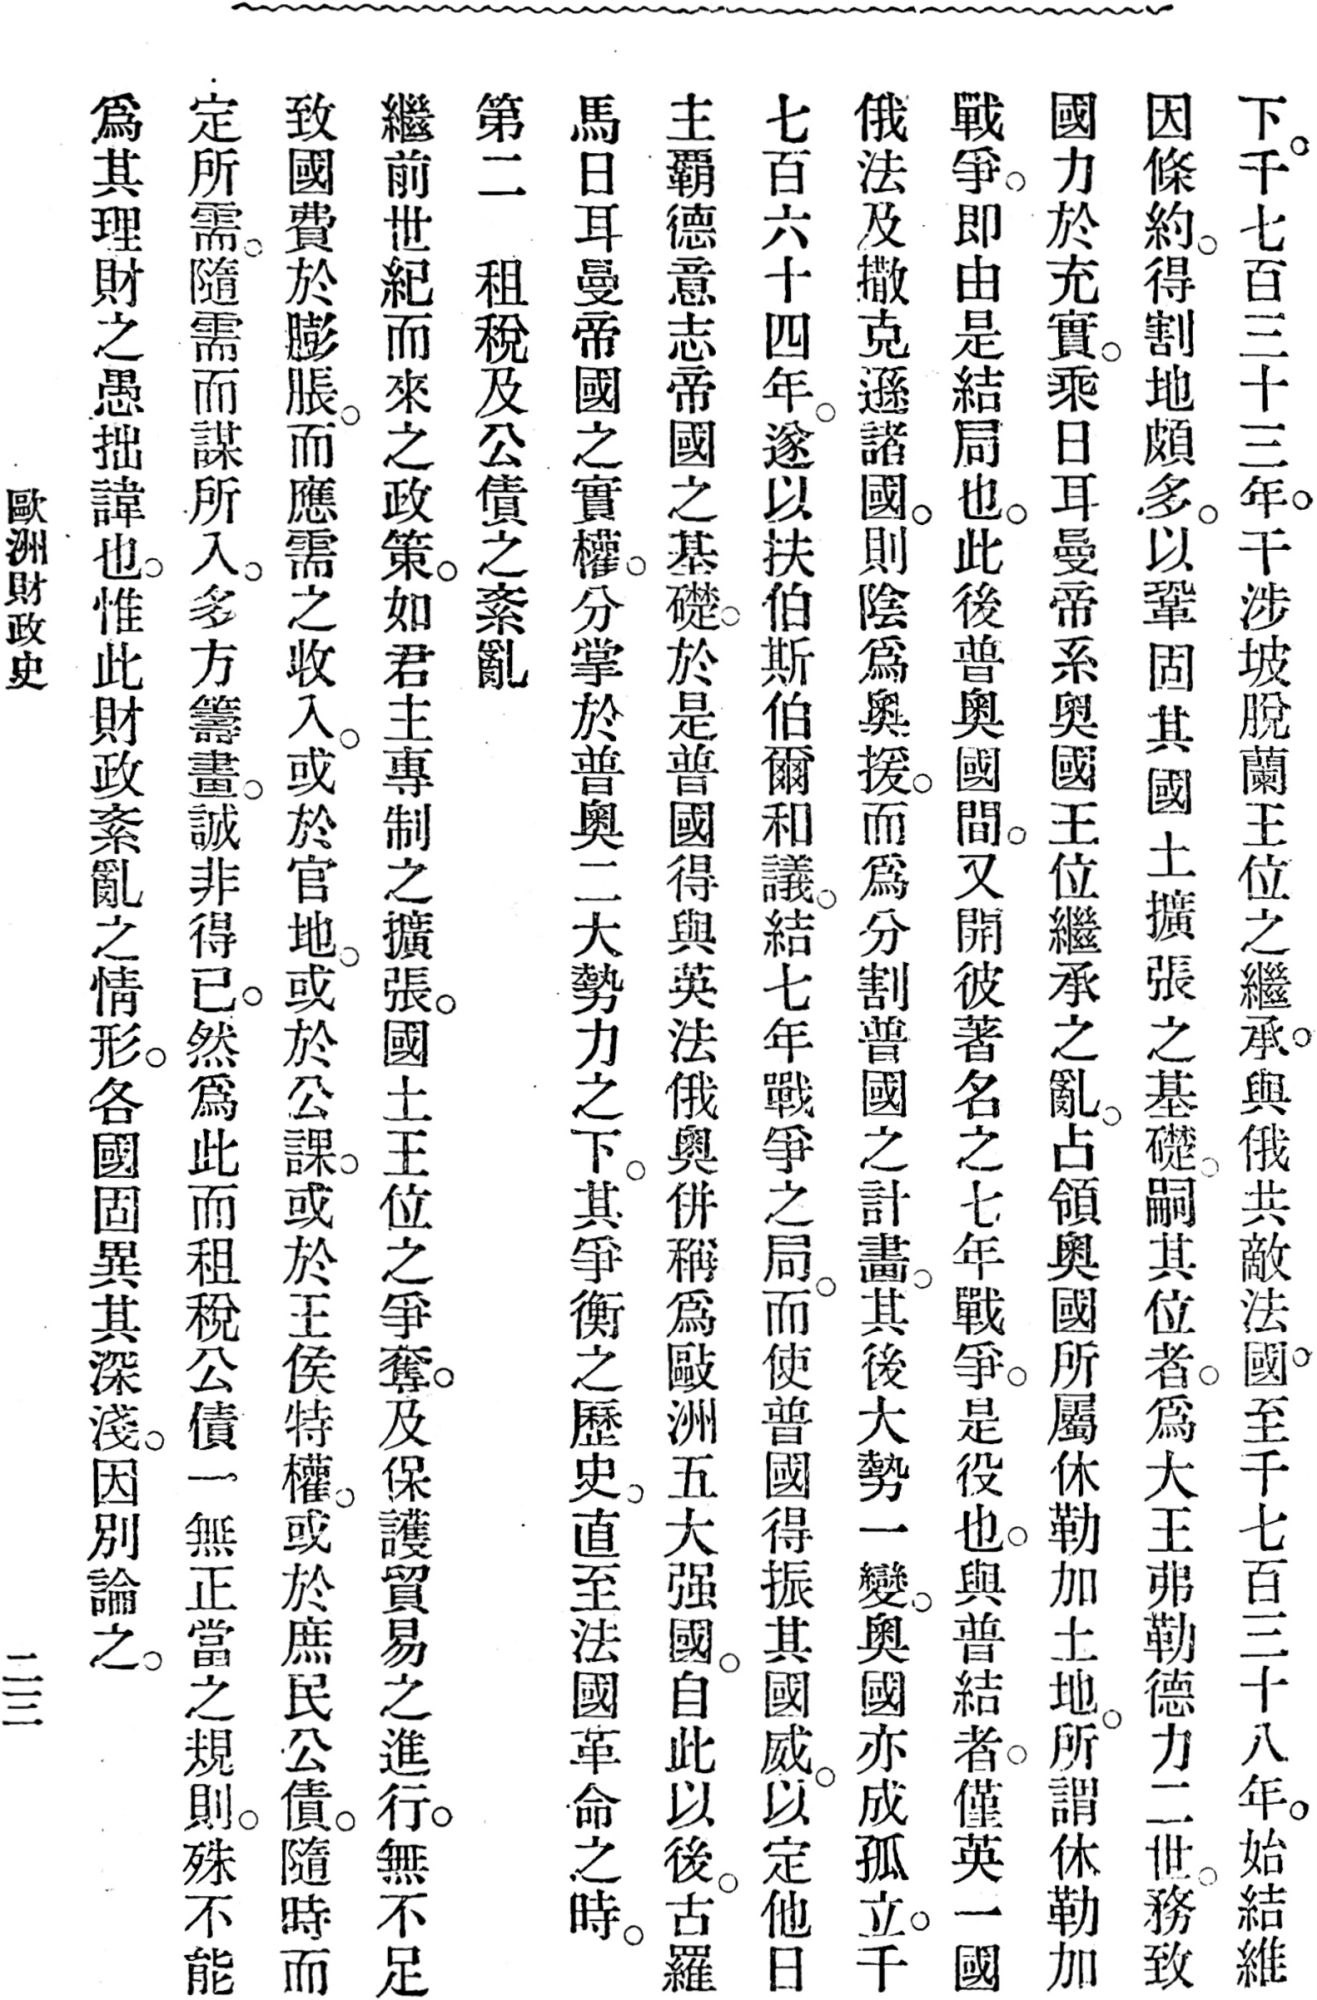 下。千七百三十三年。干涉坡脫蘭王位之繼承。與俄共敵法國。至千七百三十八年。始結維
因條約。得割地頗多。以鞏固其國土擴張之基礎。嗣其位者。爲大王弗勒德力二世。務致
國力於充實。乘日耳曼帝系奧國王位繼承之亂。占領奧國所屬休勒加土地。所謂休勒加
戰爭。即由是結局也。此後普奧國間。又開彼著名之七年戰爭。是役也。與普結者。僅英一國
俄法及撒克遜諸國。則陰爲奧援。而爲分割普國之計畫。其後大勢一變。奧國亦成孤立。千
七百六十四年。遂以扶伯斯伯爾和議。結七年戰爭之局。而使普國得振其國威。以定他日
主覇德意志帝國之基礎。於是普國得與英法俄奧併稱爲歐洲五大强國。自此以後。古羅
馬日耳曼帝國之實權。分掌於普奧二大勢力之下。其爭衡之歷史。直至法國革命之時。
第二　租稅及公債之紊亂
繼前世紀而來之政策。如君主專制之擴張。國土王位之爭奪。及保護貿易之進行。無不足
致國費於膨脹。而應需之收入。或於官地。或於公課。或於王侯特權。或於庶民公債。隨時而
定所需。隨需而謀所入。多方籌畫。誠非得已。然爲此而租稅公債一無正當之規則。殊不能
爲其理財之愚拙諱也。惟此財政紊亂之情形。各國固異其深淺。因別論之。
歐洲財政史
二三